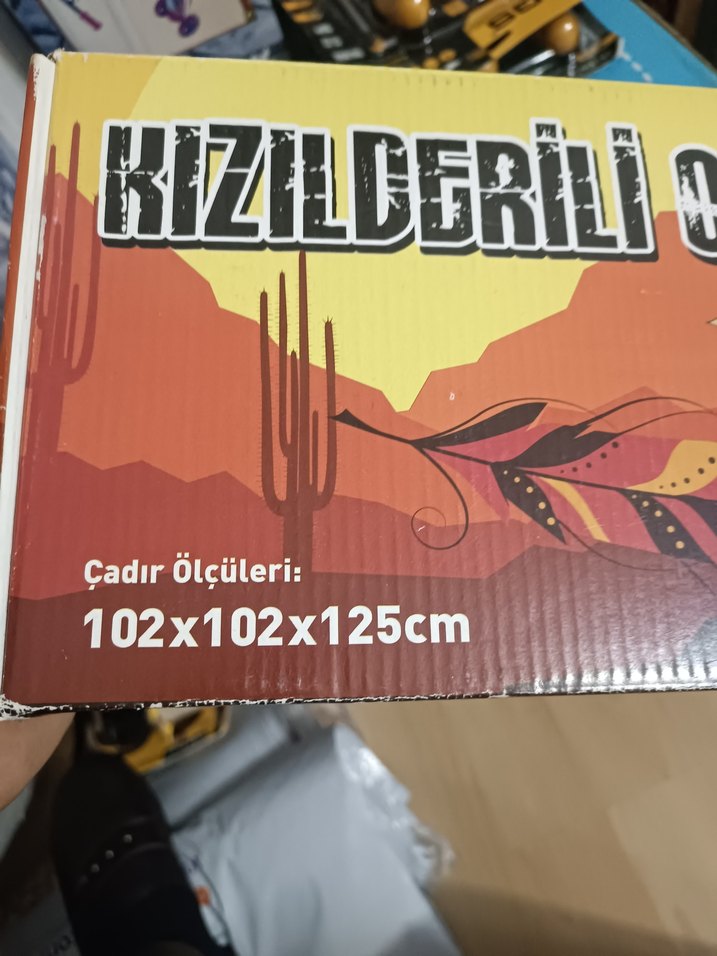 KIZILDERİLİ
Çadır Ölçüleri:
102x102x125cm